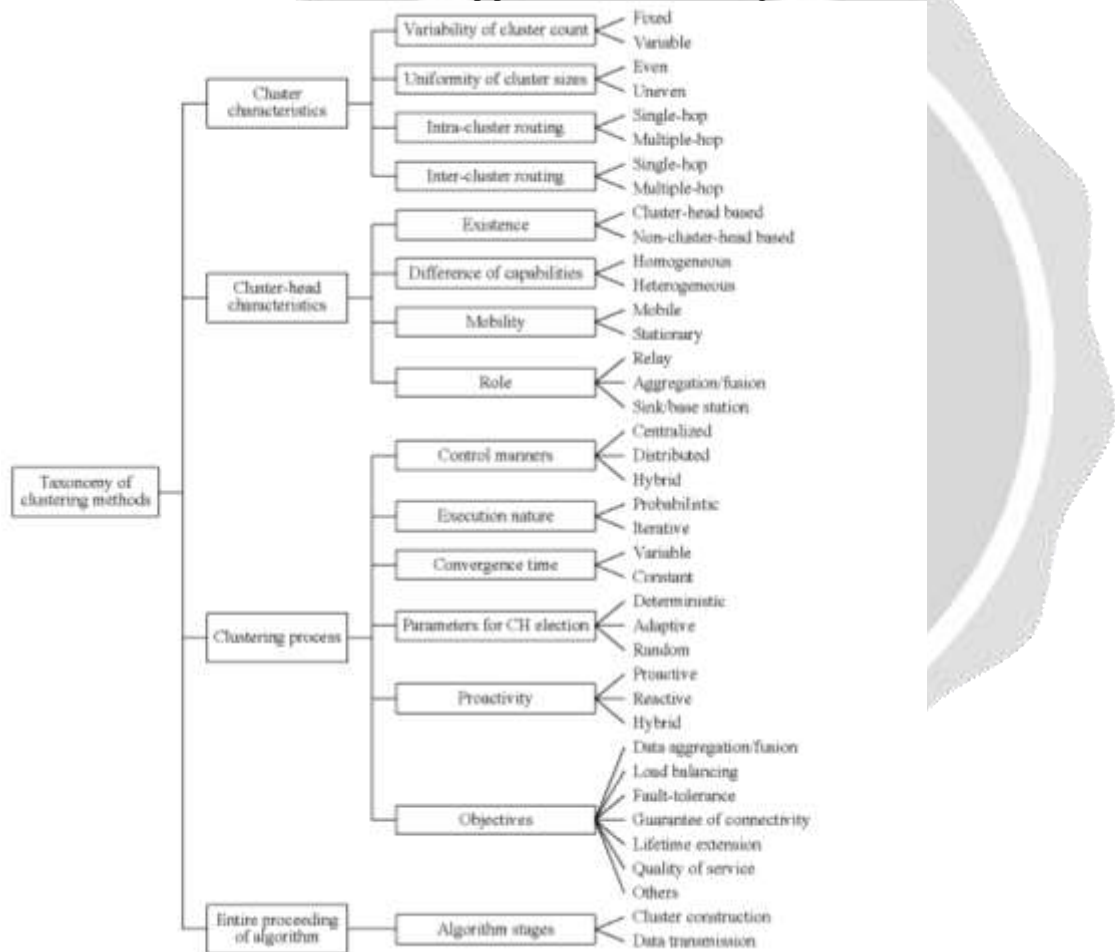 Variability of cluster count
Fixed
Variable
Uniformity of cluster sizes
Even
Uneven
Cluster
characteristics
Intra-cluster routing
Single-hop
Multiple-hop
Inter-cluster routing
Single-hop
Multiple-hop
Existence
Cluster-head based
Non-cluster-head based
Difference of capabilities
Homogeneous
Heterogeneous
Cluster-head
characteristics
Mobility
Mobile
Stationary
Role
Relay
Aggregation/fusion
Sink/base station
Taxonomy of
clustering methods
Control manners
Centralized
Distributed
Hybrid
Execution nature
Probabilistic
Iterative
Convergence time
Variable
Constant
Clustering process
Parameters for CH election
Deterministic
Adaptive
Random
Proactivity
Proactive
Reactive
Hybrid
Objectives
Data aggregation/fusion
Load balancing
Fault-tolerance
Guarantee of connectivity
Lifetime extension
Quality of service
Others
Entire proceeding
of algorithm
Algorithm stages
Cluster construction
Data transmission